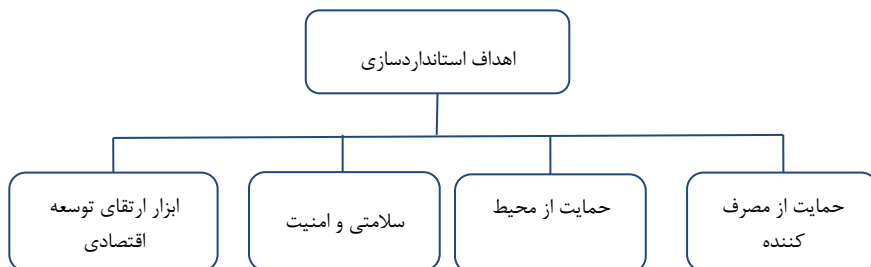 اهداف استانداردسازی
حمایت از مصرف
کننده
حمایت از محیط
سلامتی و امنیت
ابزار ارتقای توسعه
اقتصادی